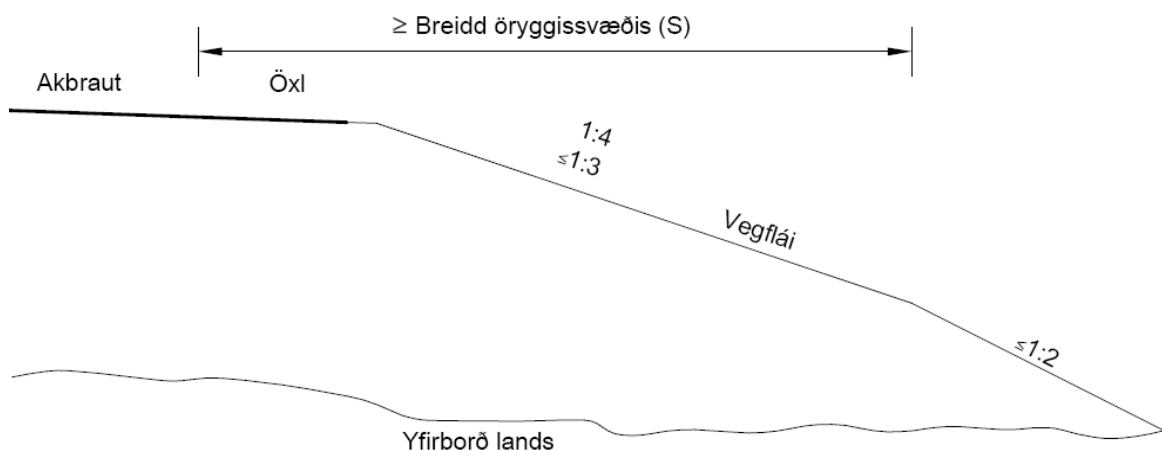 ≥ Breidd öryggissvæðis (S)
Akbraut
Öxl
1:4
≤1:3
Vegflái
≤1:2
Yfirborð lands